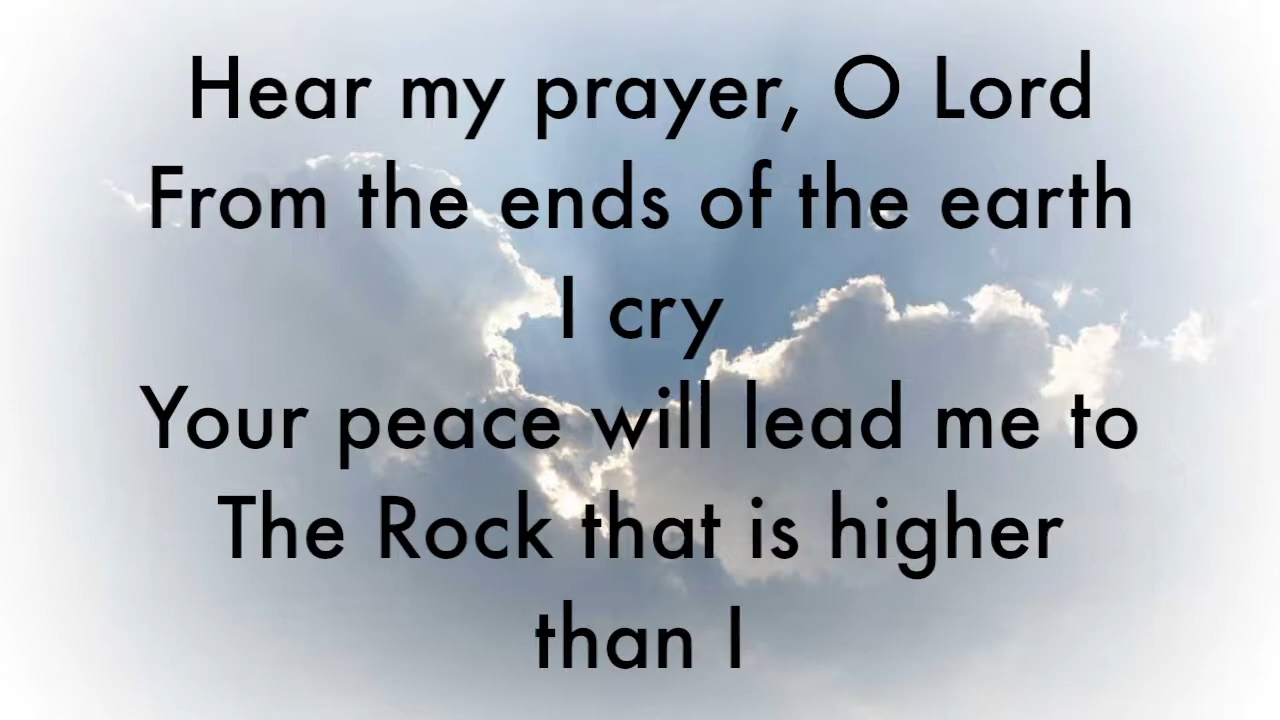 Hear my prayer, O Lord
From the ends of the earth
I cry
Your peace will lead me to
The Rock that is higher
than I